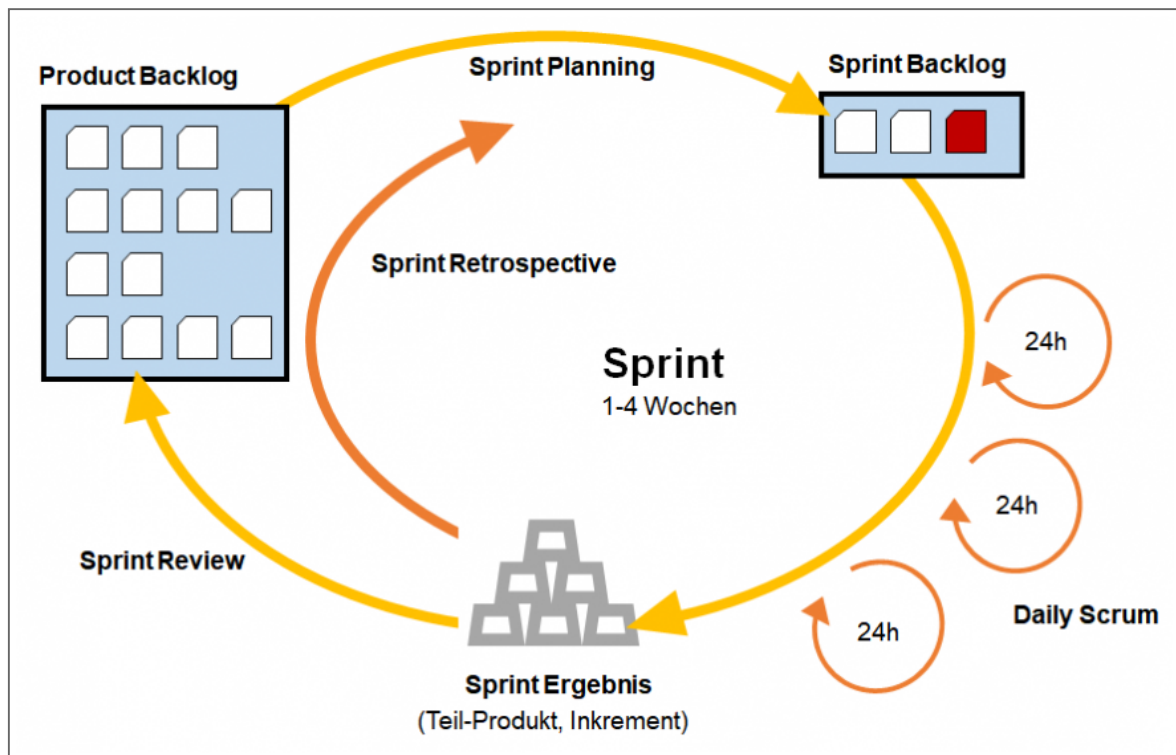 Product Backlog
Sprint Planning
Sprint Backlog
Sprint Retrospective
Sprint
1-4 Wochen
24h
24h
24h
Daily Scrum
Sprint Review
Sprint Ergebnis
(Teil-Produkt, Inkrement)